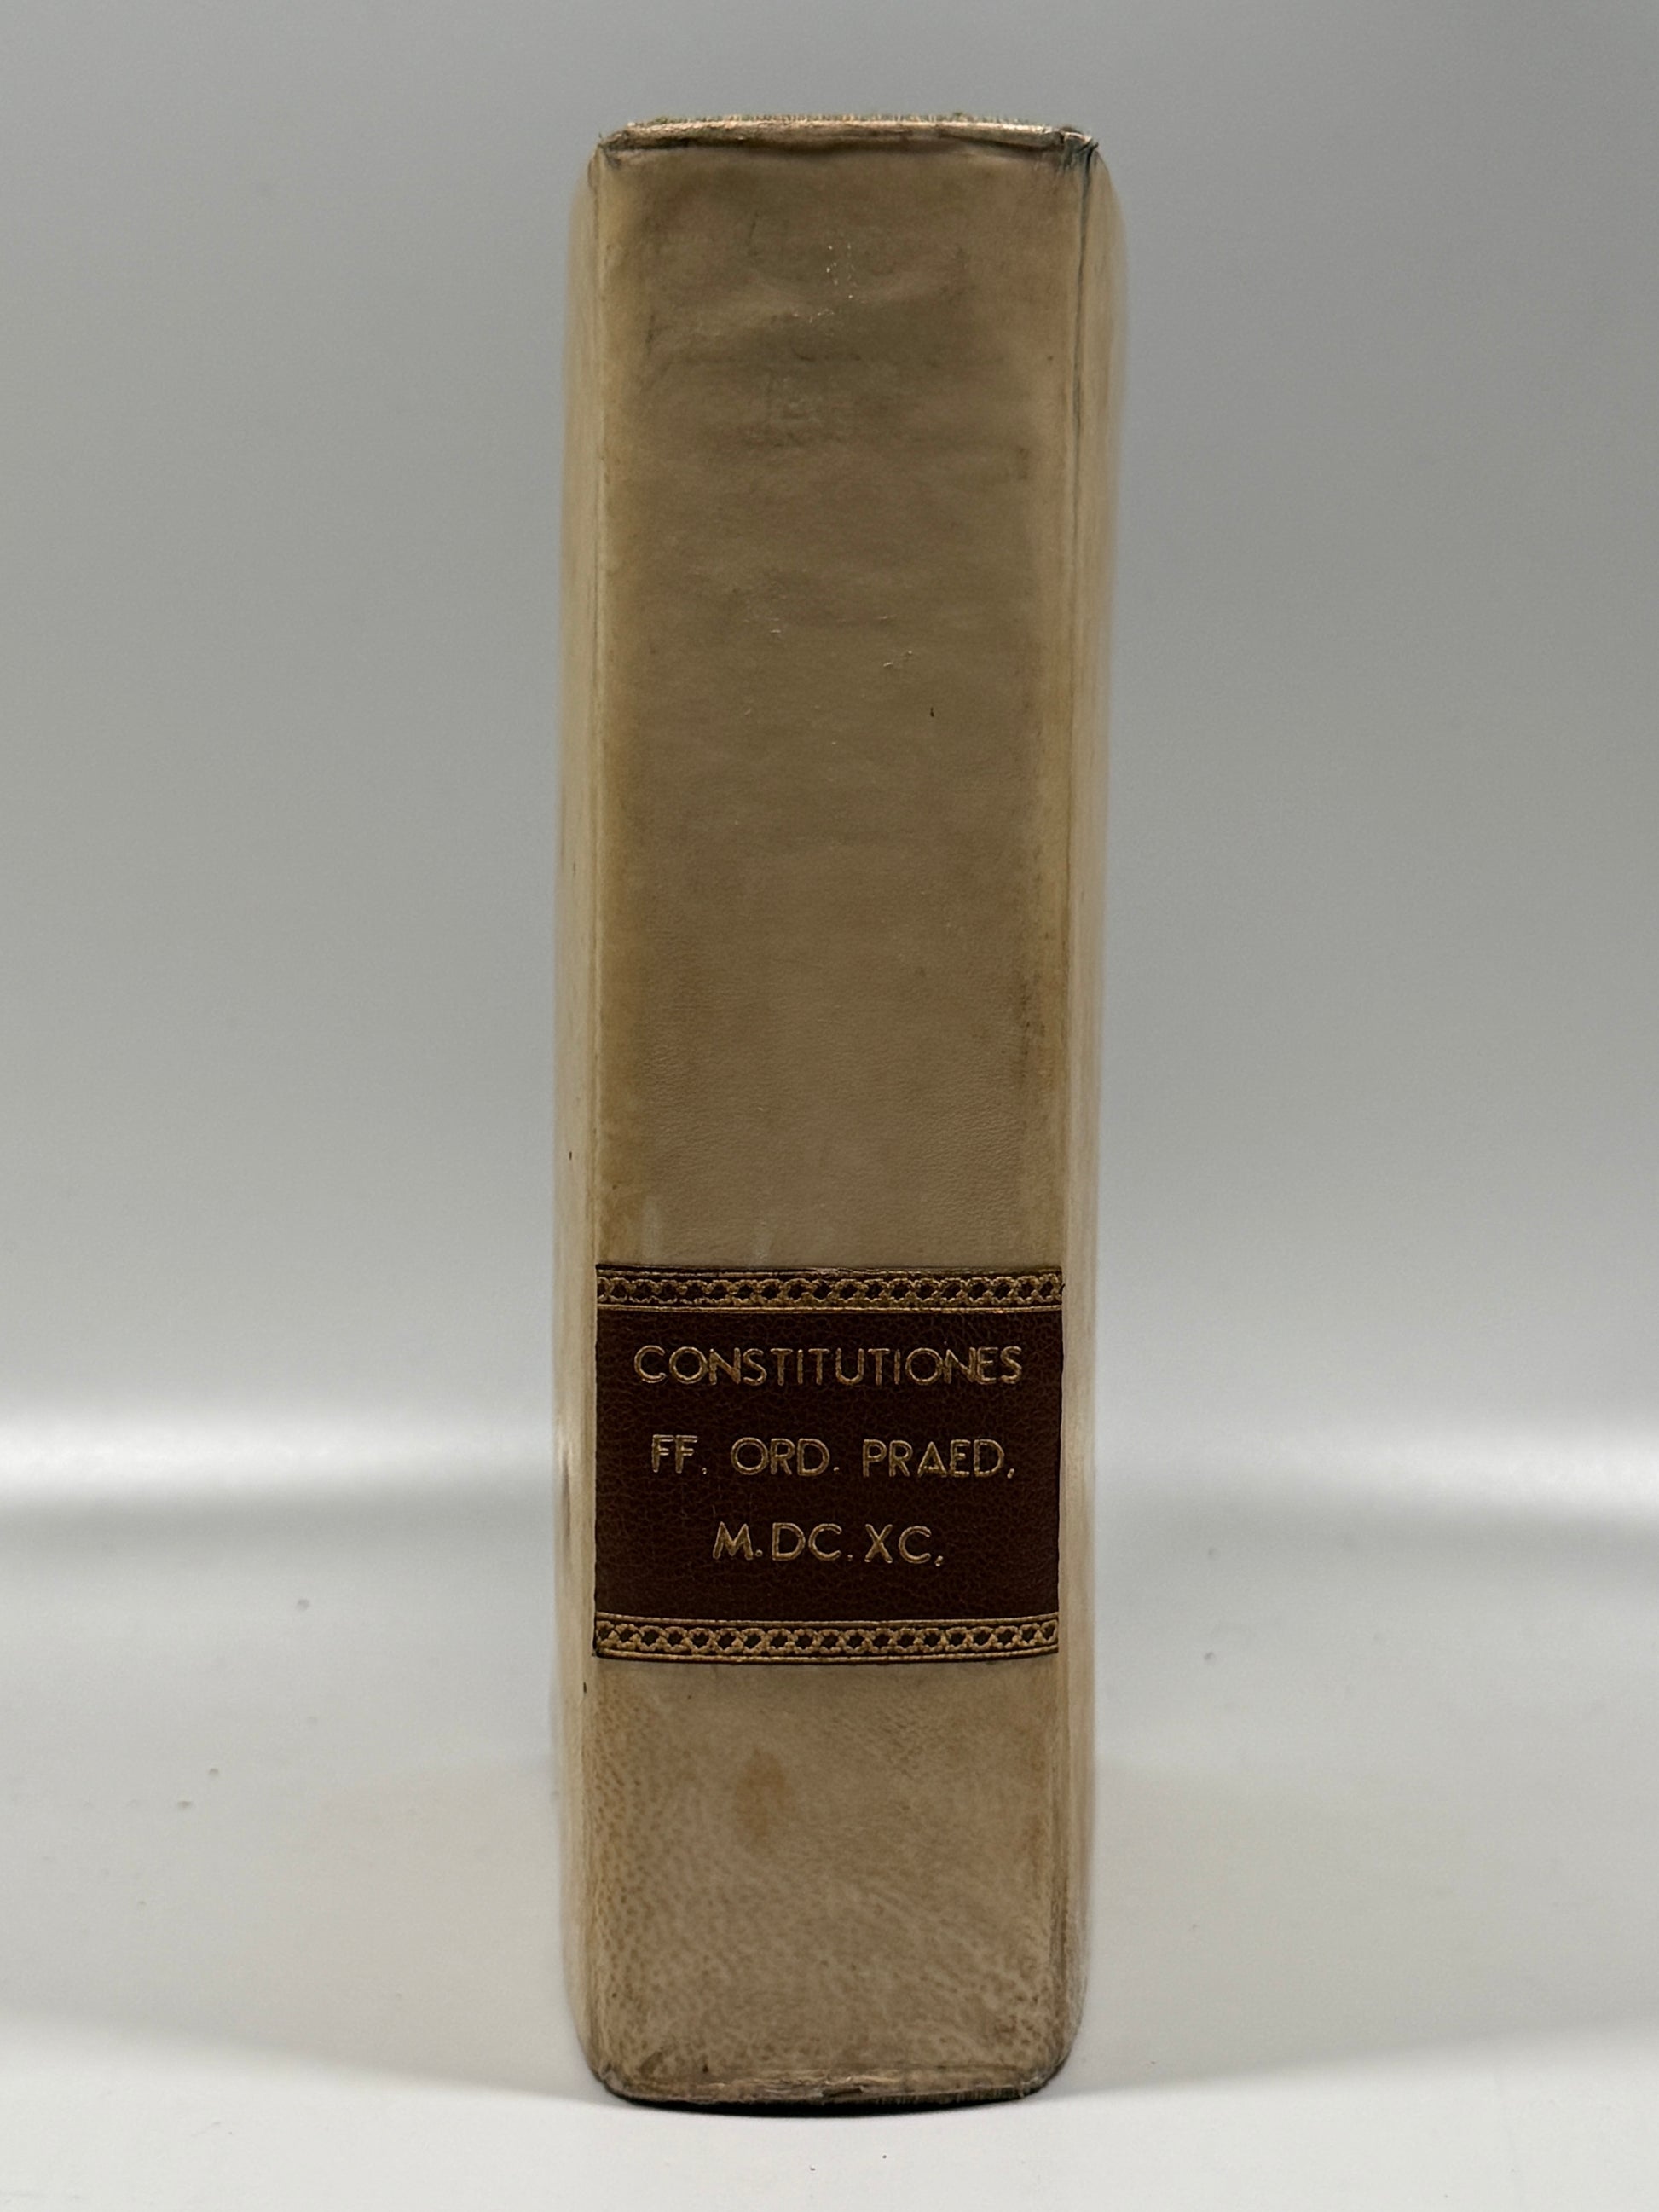 CONSTITUTIONES
FF. ORD. PRAED.
M.DC.XC.